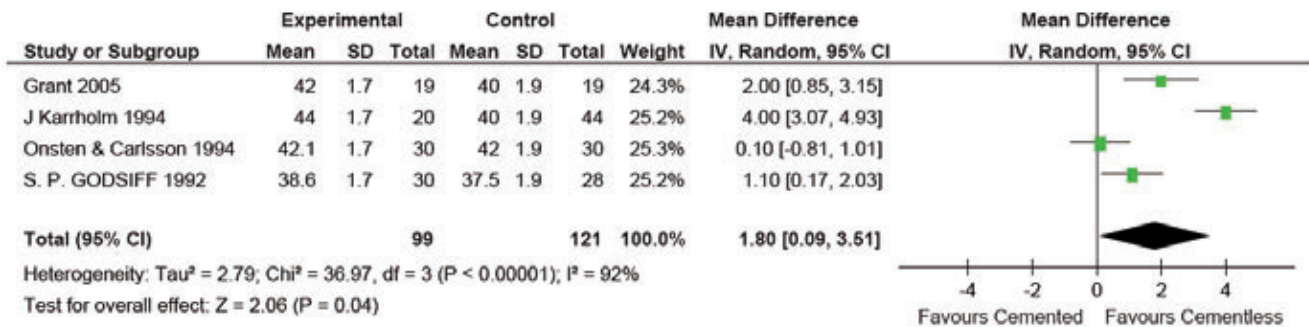 Experimental Control Mean Difference Mean Difference
Study or Subgroup Mean SD Total Mean SD Total Weight IV, Random, 95% CI IV, Random, 95% CI
Grant 2005 42 1.7 19 40 1.9 19 24.3% 2.00 [0.85, 3.15]
J Karrholm 1994 44 1.7 20 40 1.9 44 25.2% 4.00 [3.07, 4.93]
Onsten & Carlsson 1994 42.1 1.7 30 42 1.9 30 25.3% 0.10 [-0.81, 1.01]
S. P. GODSIFF 1992 38.6 1.7 30 37.5 1.9 28 25.2% 1.10 [0.17, 2.03]
Total (95% CI) 99 121 100.0% 1.80 [0.09, 3.51]
Heterogeneity: Tau² = 2.79; Chi² = 36.97, df = 3 (P < 0.00001); I² = 92%
Test for overall effect: Z = 2.06 (P = 0.04)
-4 -2 0 2 4
Favours Cemented Favours Cementless